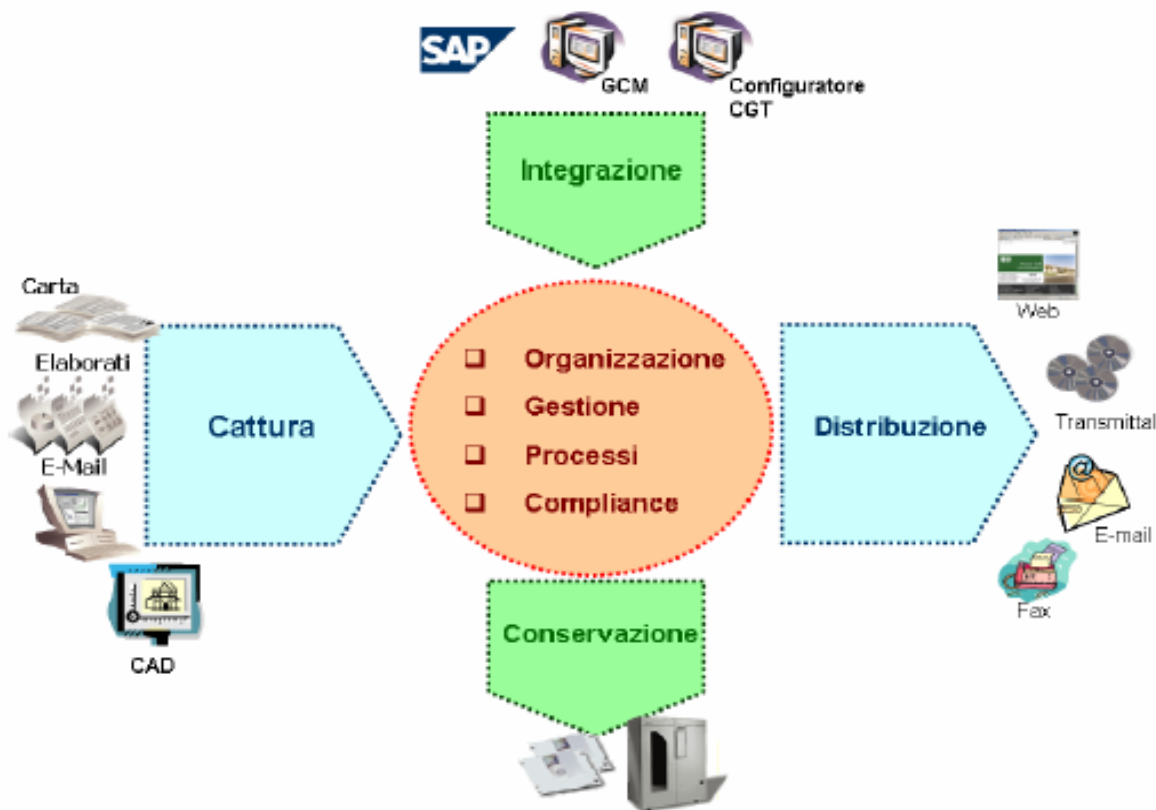 SAP
GCM
Configuratore
CGT
Integrazione
Carta
Elaborati
E-Mail
CAD
Cattura
Organizzazione
Gestione
Processi
Compliance
Distribuzione
Web
Transmittal
E-mail
Fax
Conservazione